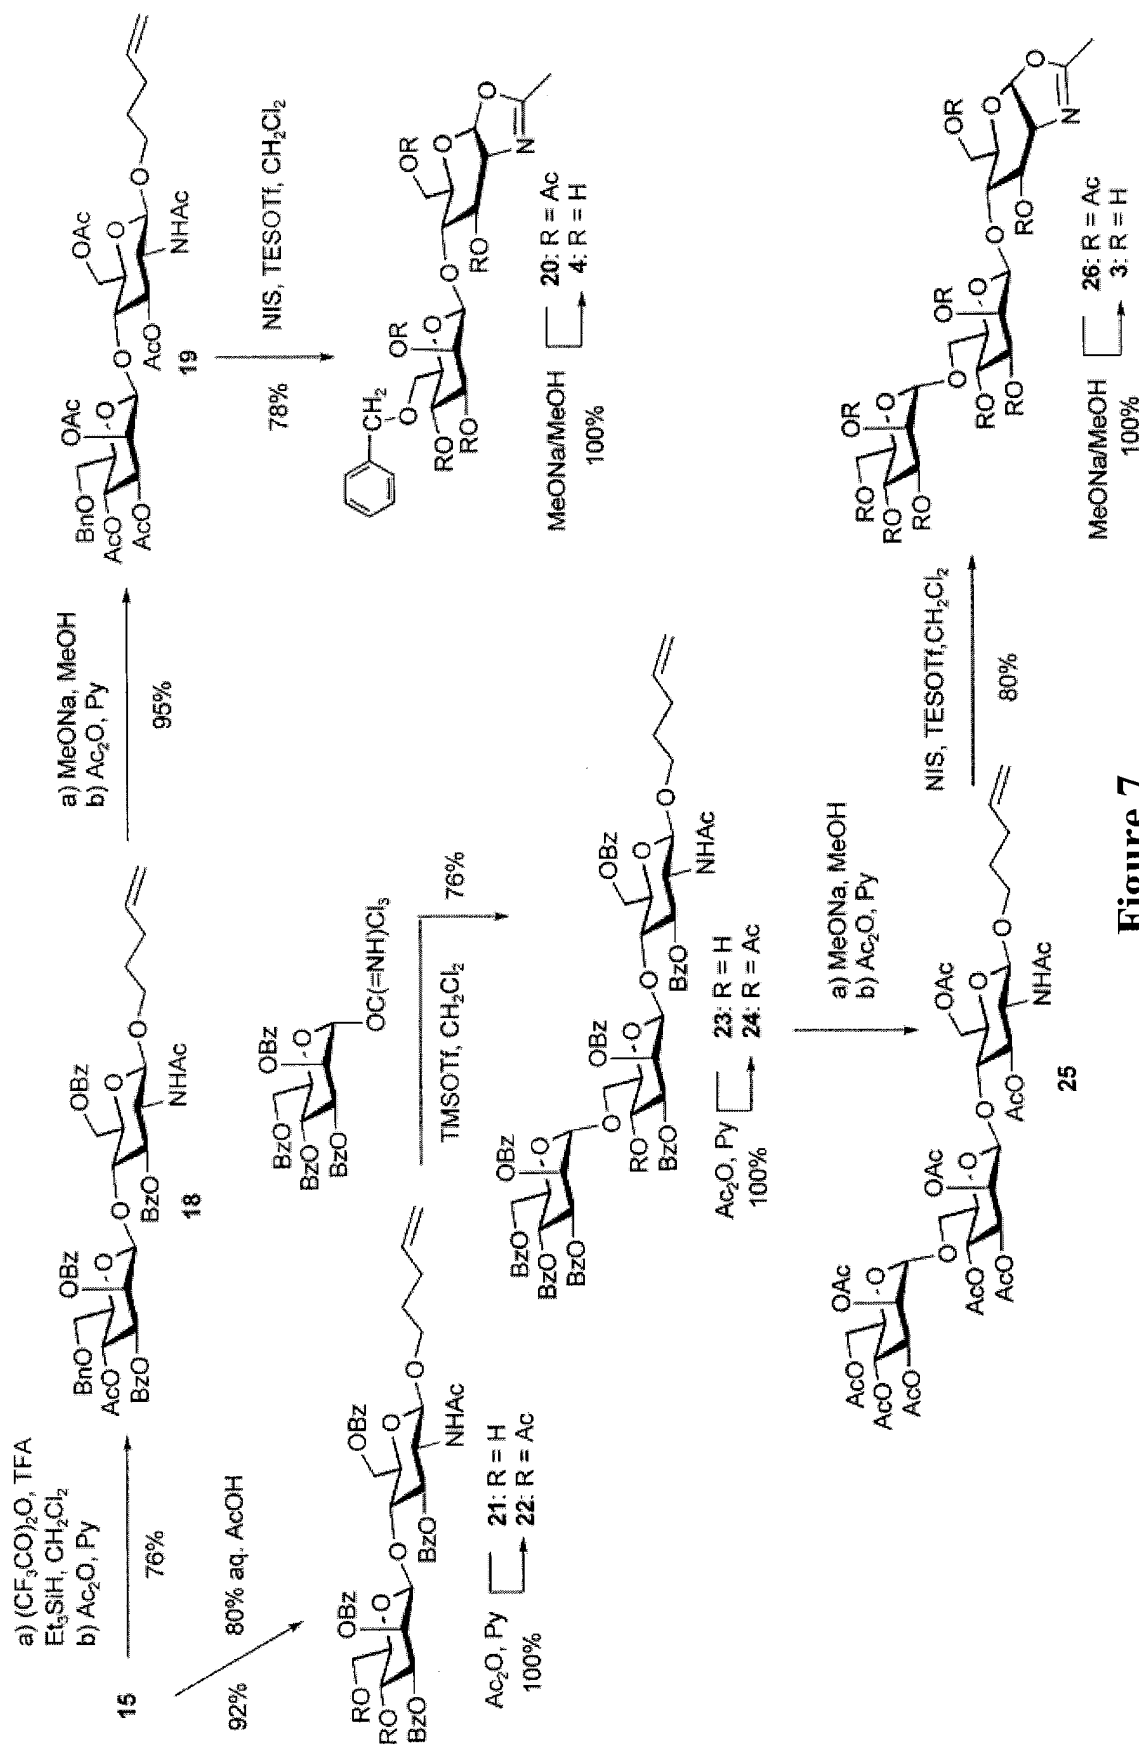 15
a) (CF3CO)2O, TFA
Et3SiH, CH2Cl2
b) Ac2O, Py
76%
BnO
AcO
BzO
OBz
O
O
BzO
OBz
O
NHAc
O
18
a) MeONa, MeOH
b) Ac2O, Py
95%
BnO
AcO
AcO
OAc
O
O
AcO
OAc
O
NHAc
O
19
78%
NIS, TESOTf, CH2Cl2
CH2
O
RO
RO
OR
O
O
RO
OR
O
O
N
MeONa/MeOH
100%
20: R = Ac
4: R = H
92%
80% aq. AcOH
RO
RO
BzO
OBz
O
O
BzO
OBz
O
NHAc
O
Ac2O, Py
100%
21: R = H
22: R = Ac
BzO
BzO
BzO
OBz
O
OC(=NH)Cl3
TMSOTf, CH2Cl2
76%
BzO
BzO
BzO
OBz
O
O
RO
BzO
OBz
O
O
BzO
OBz
O
NHAc
O
Ac2O, Py
100%
23: R = H
24: R = Ac
a) MeONa, MeOH
b) Ac2O, Py
AcO
AcO
AcO
OAc
O
O
AcO
AcO
OAc
O
O
AcO
OAc
O
NHAc
O
25
NIS, TESOTf,CH2Cl2
80%
RO
RO
RO
OR
O
O
RO
RO
OR
O
O
RO
OR
O
O
N
MeONa/MeOH
100%
26: R = Ac
3: R = H
Figure 7